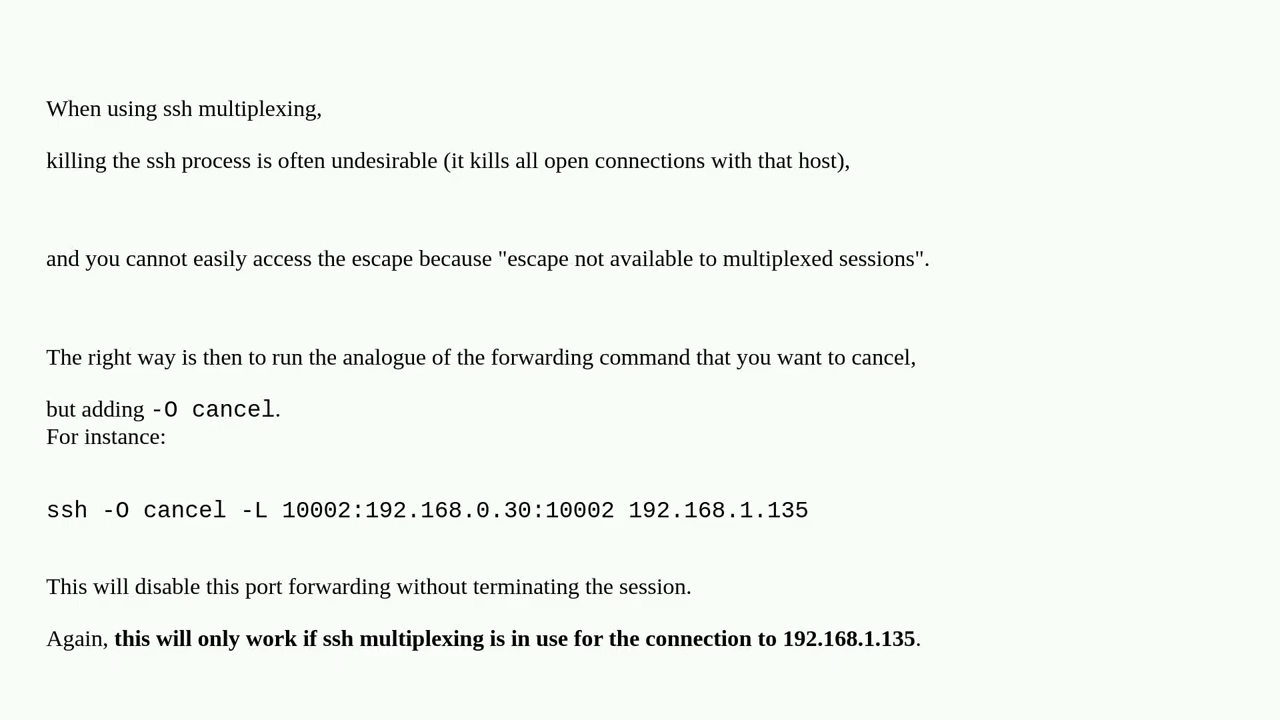 When using ssh multiplexing,
killing the ssh process is often undesirable (it kills all open connections with that host),
and you cannot easily access the escape because "escape not available to multiplexed sessions".
The right way is then to run the analogue of the forwarding command that you want to cancel,
but adding -O cancel.
For instance:
ssh -O cancel -L 10002:192.168.0.30:10002 192.168.1.135
This will disable this port forwarding without terminating the session.
Again, this will only work if ssh multiplexing is in use for the connection to 192.168.1.135.